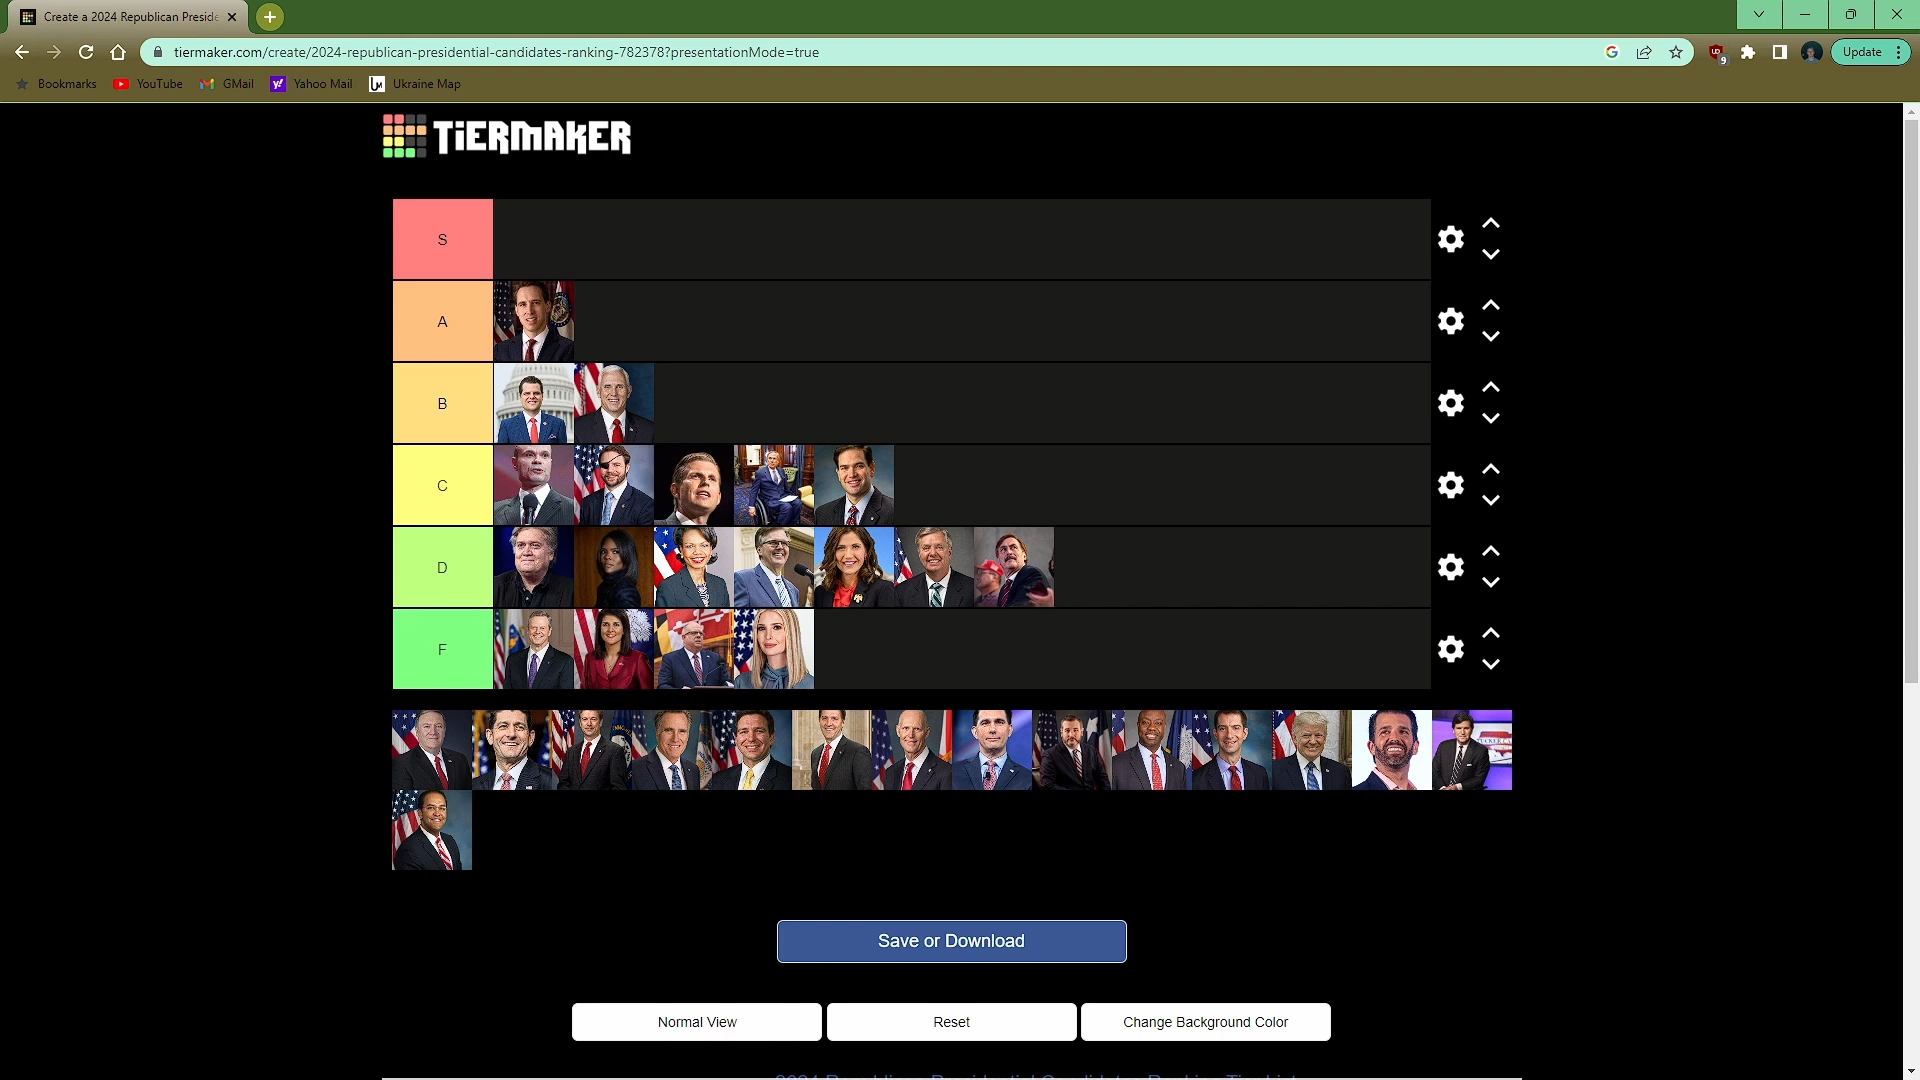 Create a 2024 Republican Preside
tiermaker.com/create/2024-republican-presidential-candidates-ranking-782378?presentationMode=true
9
Update
Bookmarks
YouTube
GMail
Yahoo Mail
Ukraine Map
TiERMAKER
S
A
B
C
D
F
Save or Download
Normal View
Reset
Change Background Color